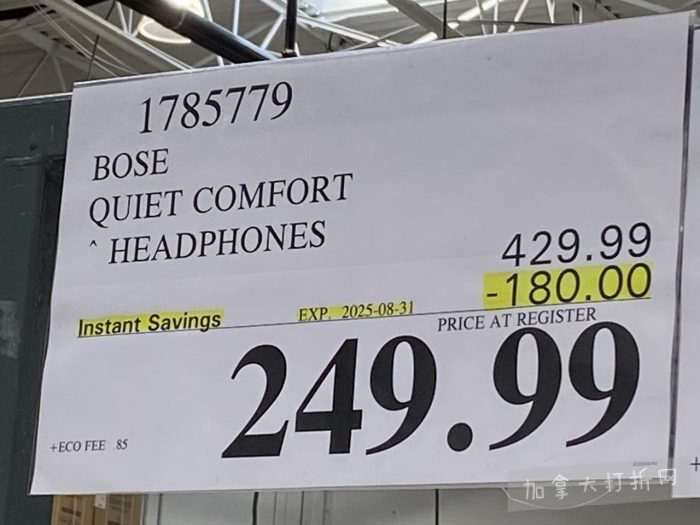 1785779
BOSE
QUIET COMFORT
^ HEADPHONES
429.99
-180.00
Instant Savings EXP. 2025-08-31
PRICE AT REGISTER
249.99
+ECO FEE .85
加拿大打折网
+